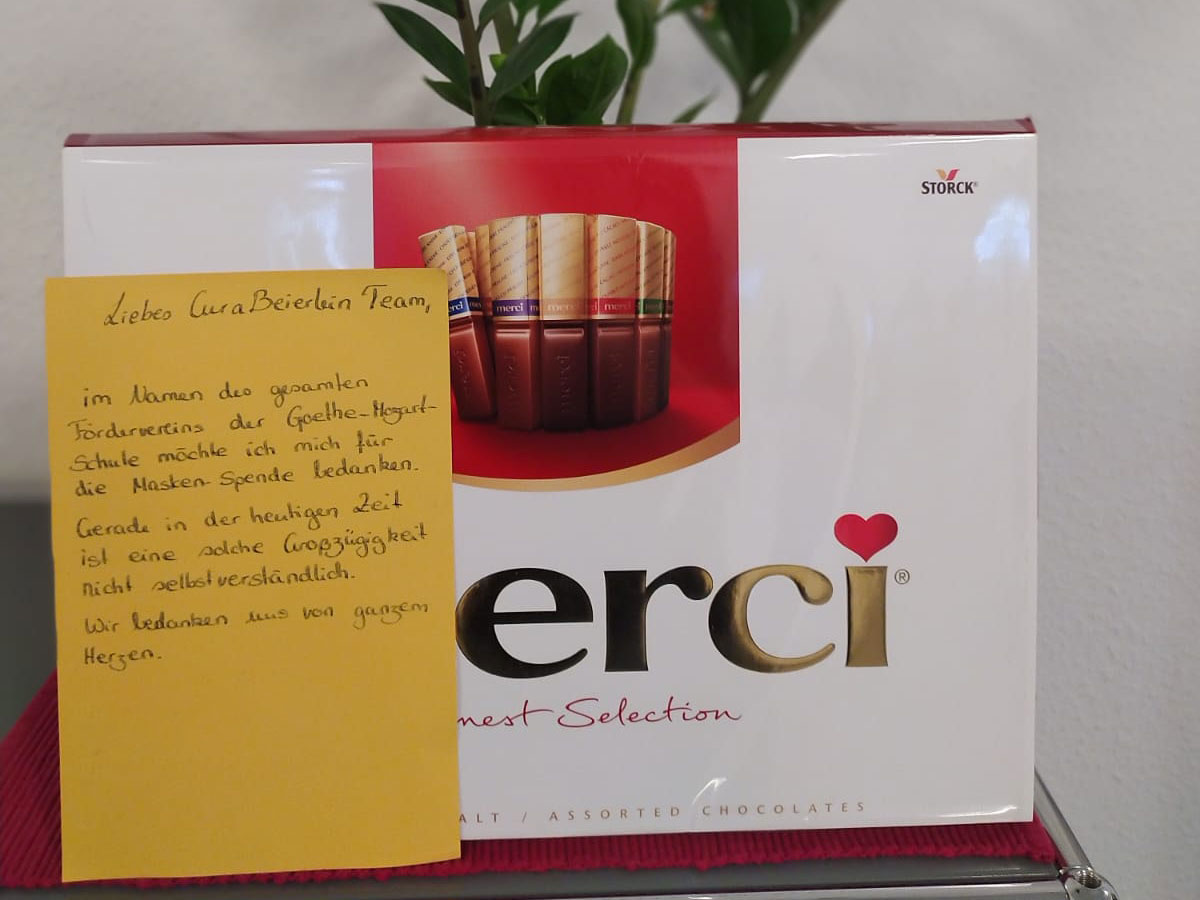 STORCK®
merci
merci
merci
merci
Liebes CuraBeierlein Team,
im Namen des gesamten
Fördervereins der Goethe-Mozart-
Schule möchte ich mich für
die Masken-Spende bedanken.
Gerade in der heutigen Zeit
ist eine solche Großzügigkeit
nicht selbstverständlich.
Wir bedanken uns von ganzem
Herzen.
erci®
nest Selection
ALT / ASSORTED CHOCOLATES